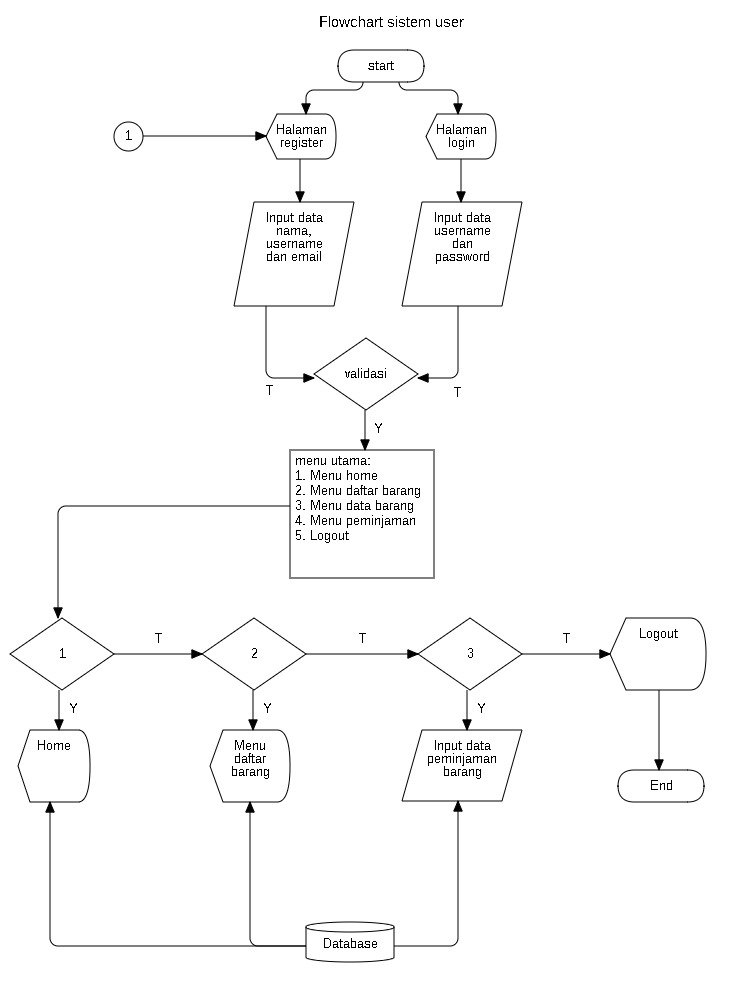 Flowchart sistem user
start
1
Halaman
register
Halaman
login
Input data
nama,
username
dan email
Input data
username
dan
password
validasi
T
T
Y
menu utama:
1. Menu home
2. Menu daftar barang
3. Menu data barang
4. Menu peminjaman
5. Logout
1
T
2
T
3
T
Logout
Y
Y
Y
Home
Menu
daftar
barang
Input data
peminjaman
barang
End
Database